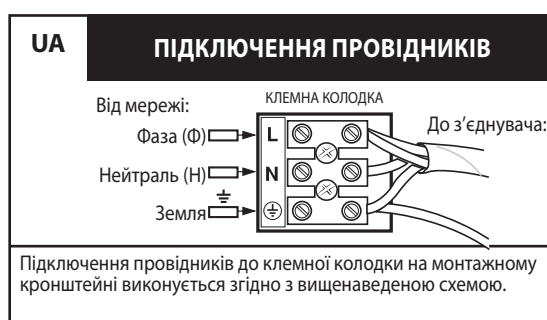 UA
ПІДКЛЮЧЕННЯ ПРОВІДНИКІВ
КЛЕМНА КОЛОДКА
Від мережі:
До з’єднувача:
Фаза (Ф)
L
Нейтраль (Н)
N
Земля
Підключення провідників до клемної колодки на монтажному
кронштейні виконується згідно з вищенаведеною схемою.